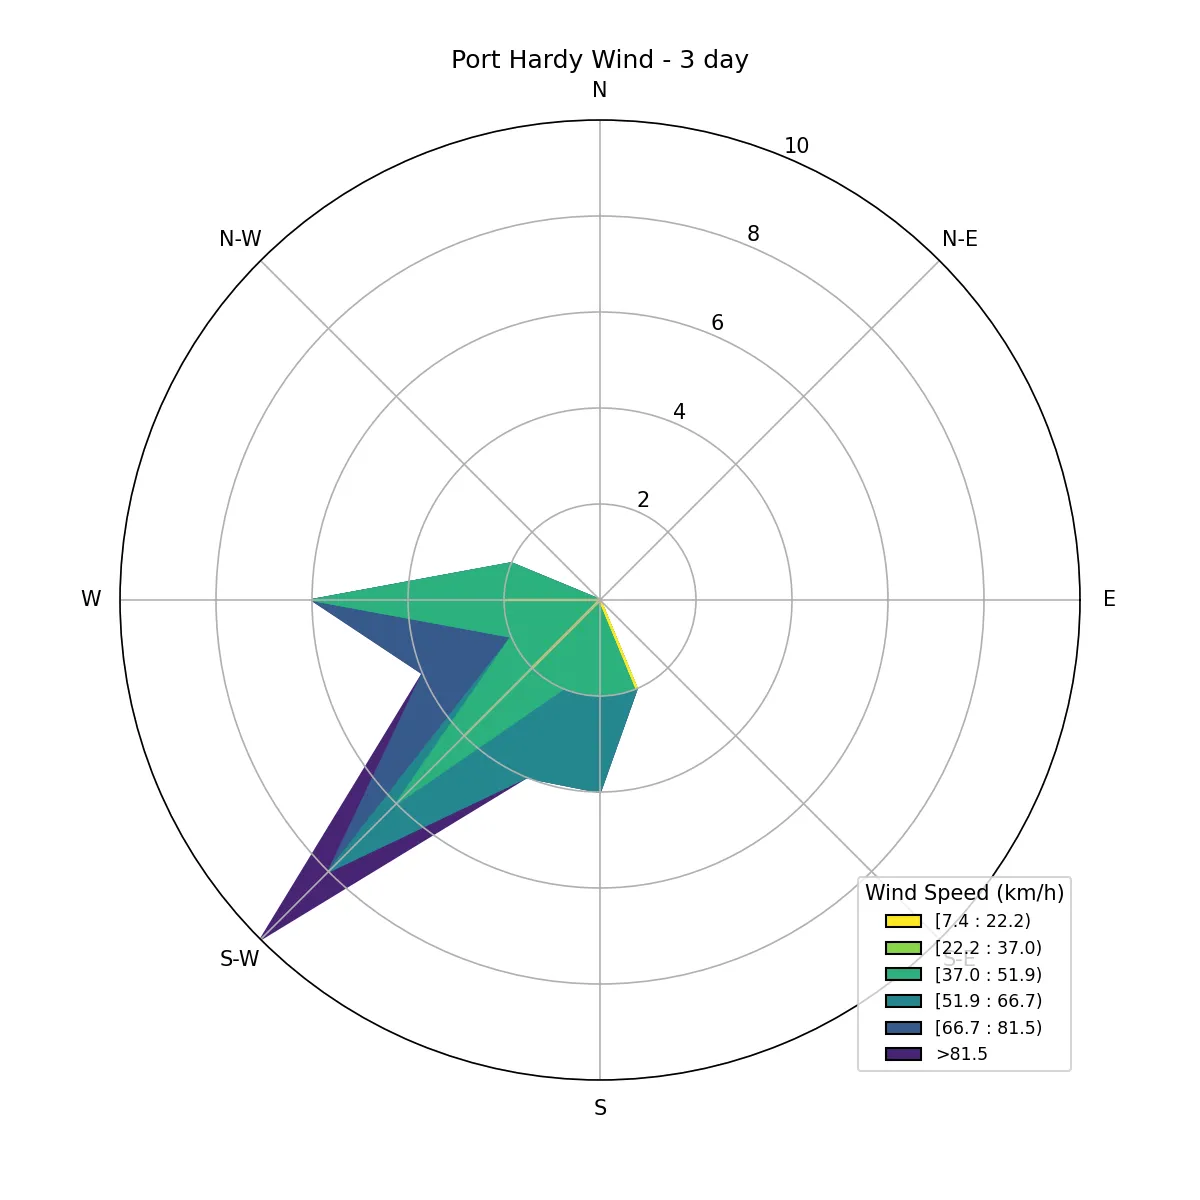 Port Hardy Wind - 3 day
N
10
N-W
8
N-E
6
4
2
W
E
S-W
S-E
S
Wind Speed (km/h)
[7.4 : 22.2)
[22.2 : 37.0)
[37.0 : 51.9)
[51.9 : 66.7)
[66.7 : 81.5)
>81.5